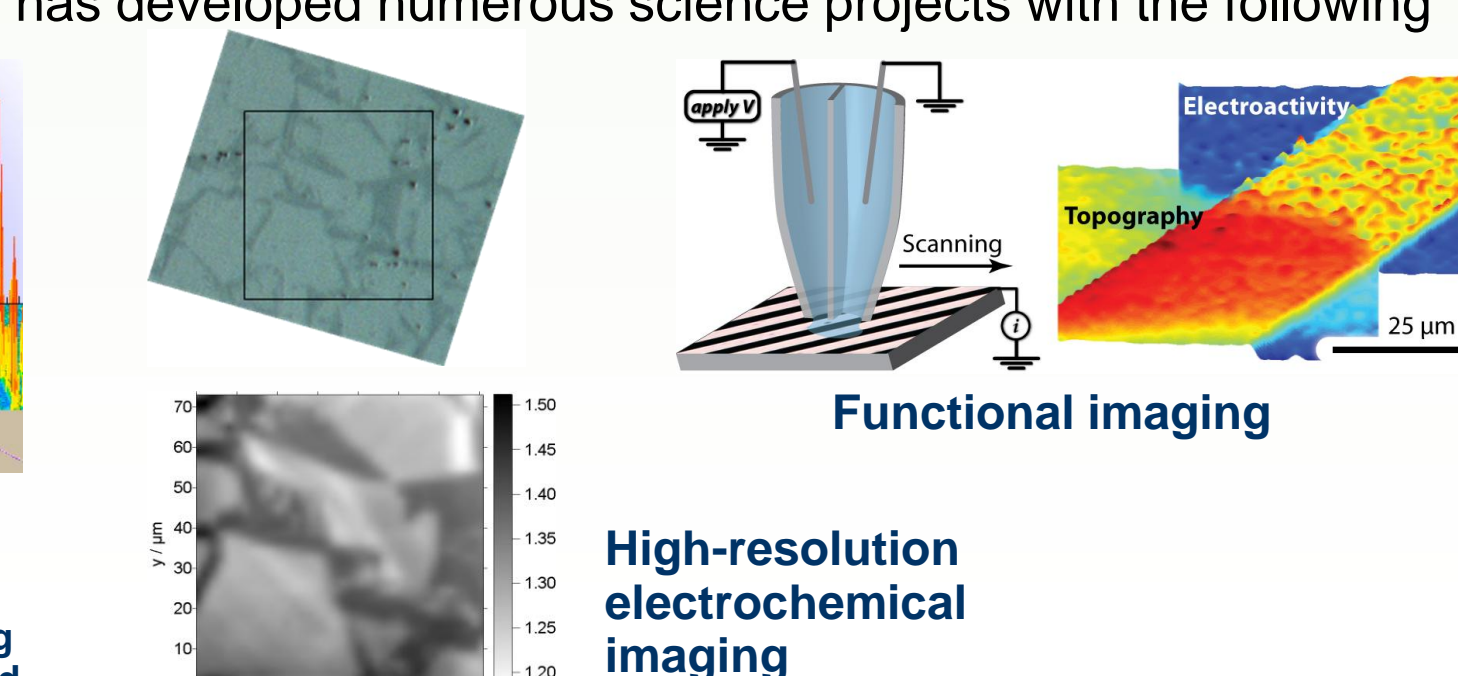 has developed numerous science projects with the following
apply V
Scanning
i
Electroactivity
Topography
25 µm
Functional imaging
70
60
50
40
30
20
10
y / µm
1.50
1.45
1.40
1.35
1.30
1.25
1.20
High-resolution
electrochemical
imaging